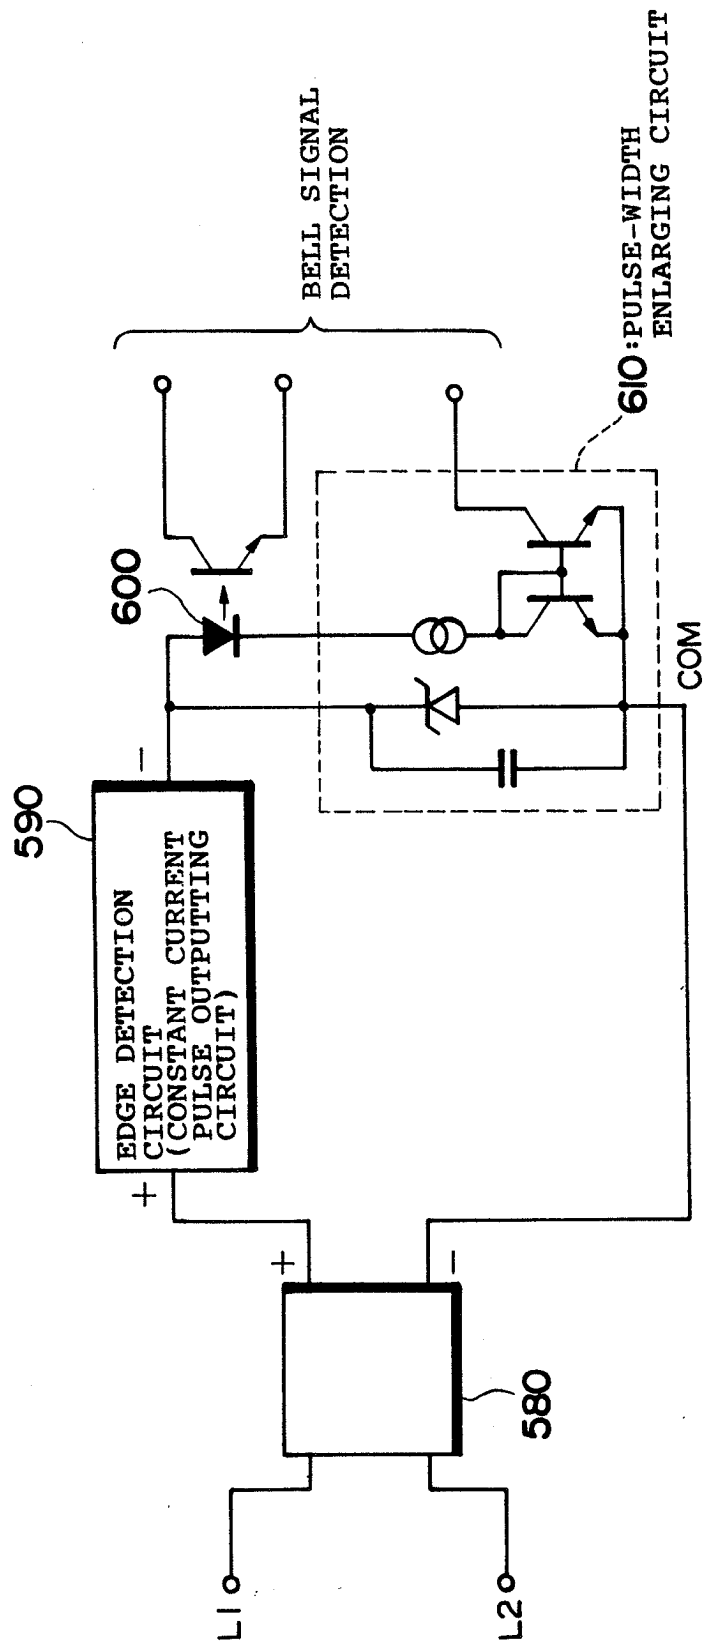 L1
L2
580
+
−
+
−
590
EDGE DETECTION
CIRCUIT
(CONSTANT CURRENT
PULSE OUTPUTTING
CIRCUIT)
600
BELL SIGNAL
DETECTION
610:PULSE-WIDTH
ENLARGING CIRCUIT
COM